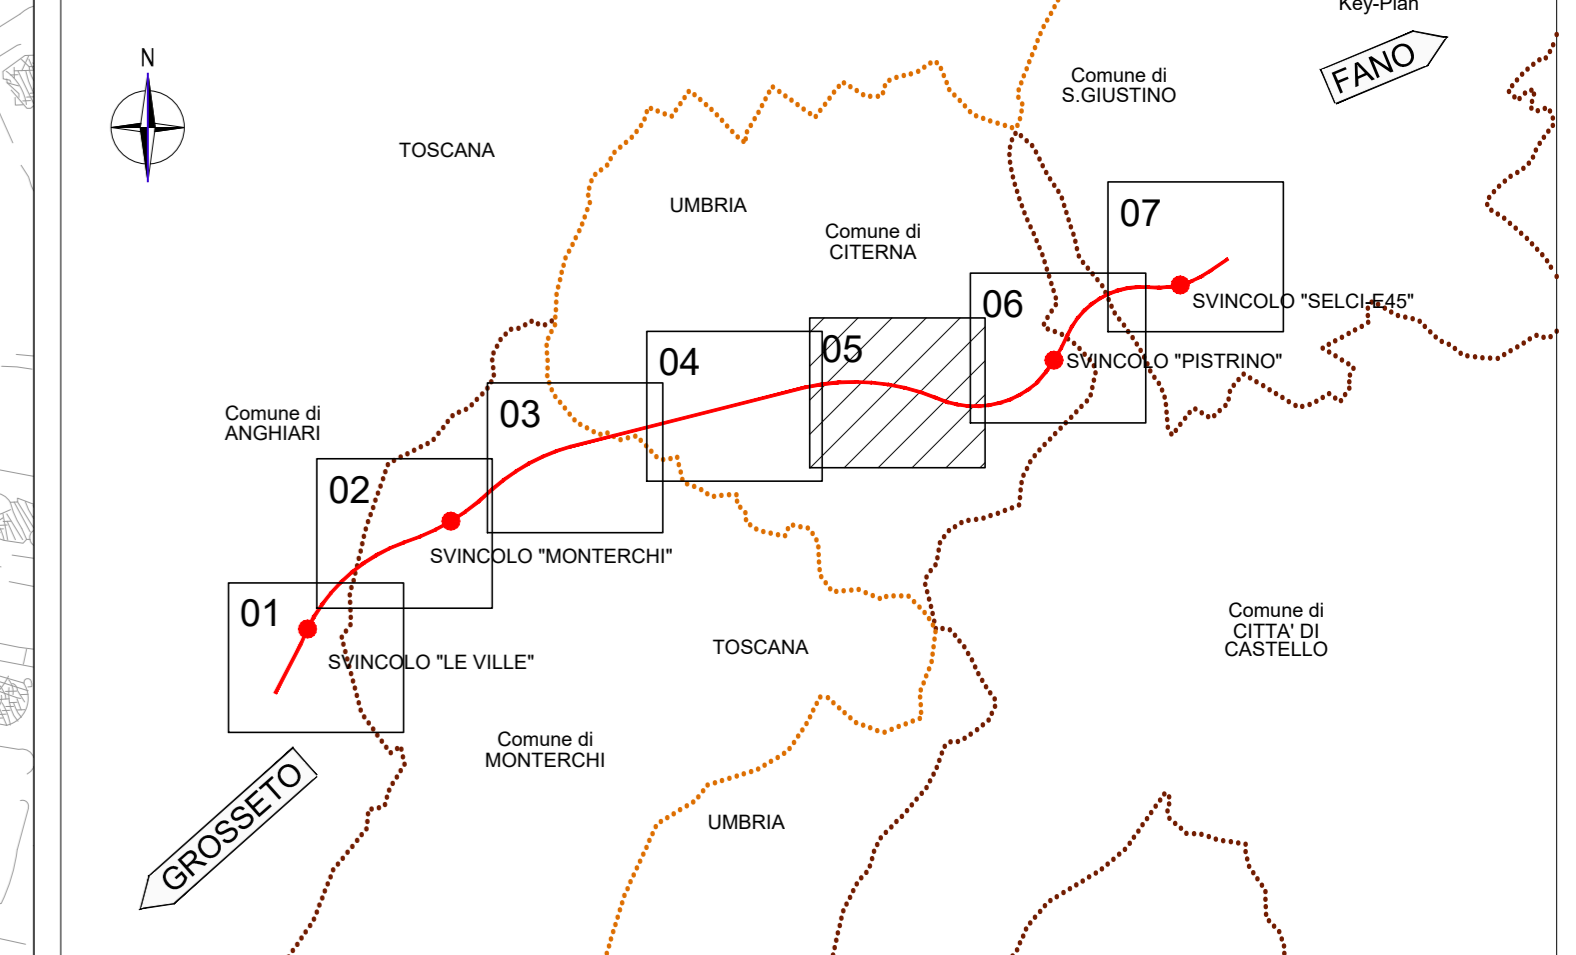 Key-Plan
N
FANO
Comune di
S.GIUSTINO
TOSCANA
UMBRIA
Comune di
CITERNA
07
SVINCOLO "SELCI-E45"
06
05
SVINCOLO "PISTRINO"
04
03
Comune di
ANGHIARI
02
SVINCOLO "MONTERCHI"
01
SVINCOLO "LE VILLE"
TOSCANA
Comune di
CITTA' DI
CASTELLO
Comune di
MONTERCHI
GROSSETO
UMBRIA